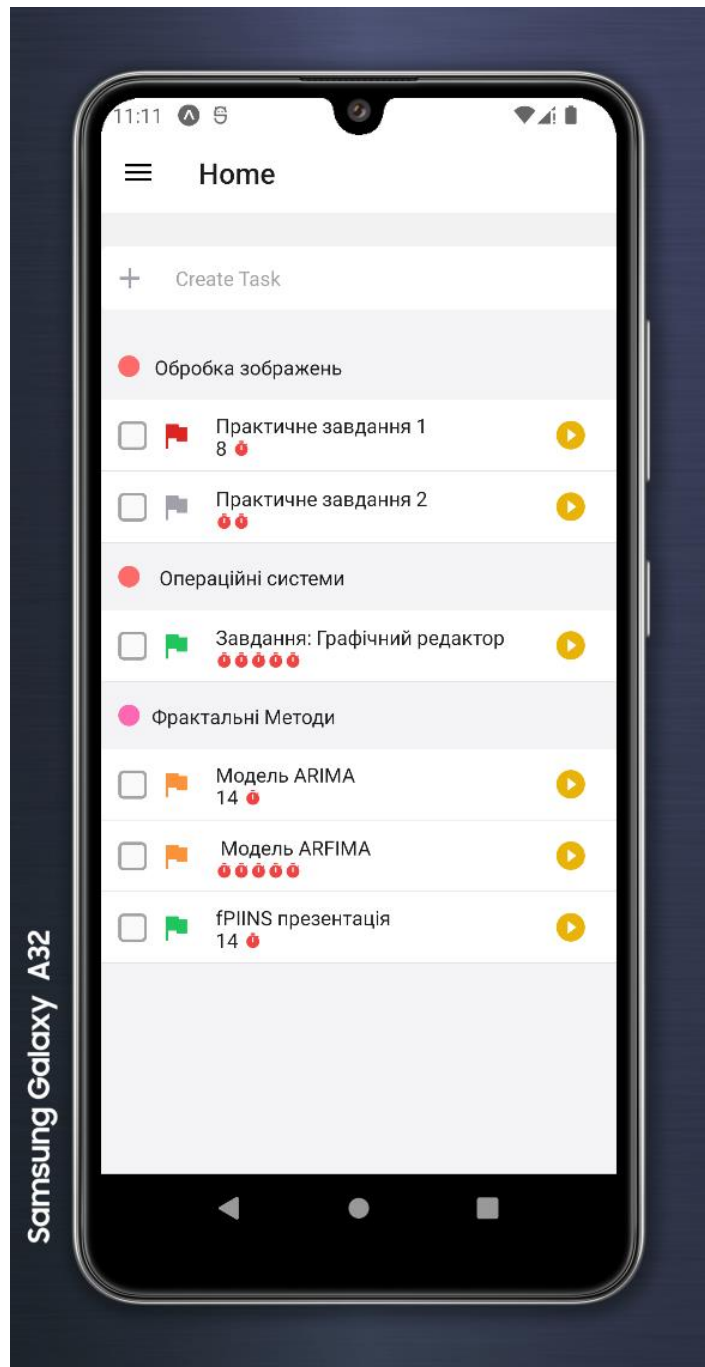 11:11
Home
Create Task
Обробка зображень
Практичне завдання 1
8
Практичне завдання 2
Операційні системи
Завдання: Графічний редактор
Фрактальні Методи
Модель ARIMA
14
Модель ARFIMA
fPIINS презентація
14
Samsung Galaxy A32